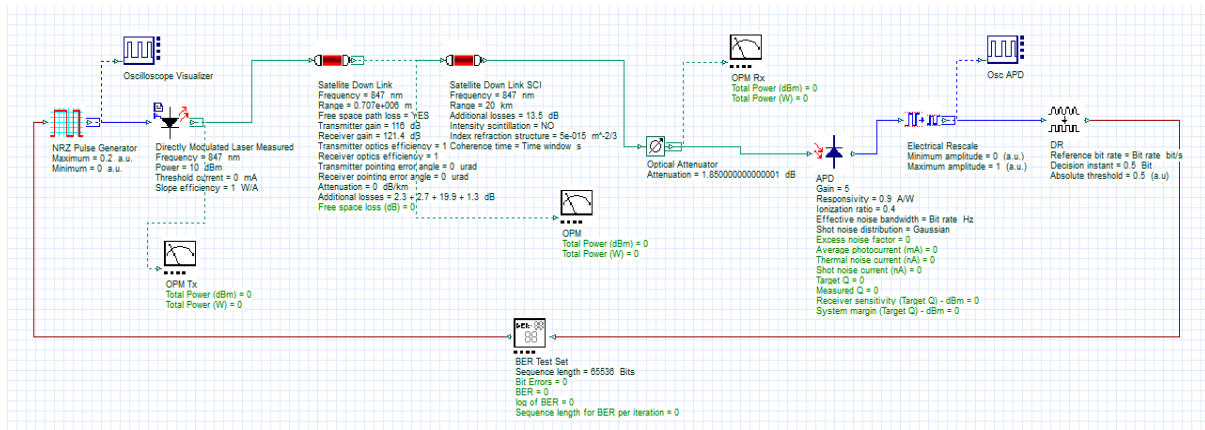 Oscilloscope Visualizer
NRZ Pulse Generator
Maximum = 0.2 a.u.
Minimum = 0 a.u.
Directly Modulated Laser Measured
Frequency = 847 nm
Power = 10 dBm
Threshold current = 0 mA
Slope efficiency = 1 W/A
OPM Tx
Total Power (dBm) = 0
Total Power (W) = 0
Satellite Down Link
Frequency = 847 nm
Range = 0.707e+006 m
Free space path loss = YES
Transmitter gain = 116 dB
Receiver gain = 121.4 dB
Transmitter optics efficiency = 1
Receiver optics efficiency = 1
Transmitter pointing error angle = 0 urad
Receiver pointing error angle = 0 urad
Attenuation = 0 dB/km
Additional losses = 2.3 + 2.7 + 19.9 + 1.3 dB
Free space loss (dB) = 0
Satellite Down Link SCI
Frequency = 847 nm
Range = 20 km
Additional losses = 13.5 dB
Intensity scintillation = NO
Index refraction structure = 5e-015 m^-2/3
Coherence time = Time window s
OPM
Total Power (dBm) = 0
Total Power (W) = 0
OPM Rx
Total Power (dBm) = 0
Total Power (W) = 0
Optical Attenuator
Attenuation = 1.850000000000001 dB
APD
Gain = 5
Responsivity = 0.9 A/W
Ionization ratio = 0.4
Effective noise bandwidth = Bit rate Hz
Shot noise distribution = Gaussian
Excess noise factor = 0
Average photocurrent (mA) = 0
Thermal noise current (nA) = 0
Shot noise current (nA) = 0
Target Q = 0
Measured Q = 0
Receiver sensitivity (Target Q) - dBm = 0
System margin (Target Q) - dBm = 0
Osc APD
Electrical Rescale
Minimum amplitude = 0 (a.u.)
Maximum amplitude = 1 (a.u.)
DR
Reference bit rate = Bit rate bit/s
Decision instant = 0.5 Bit
Absolute threshold = 0.5 (a.u)
BER Test Set
Sequence length = 65536 Bits
Bit Errors = 0
BER = 0
log of BER = 0
Sequence length for BER per iteration = 0